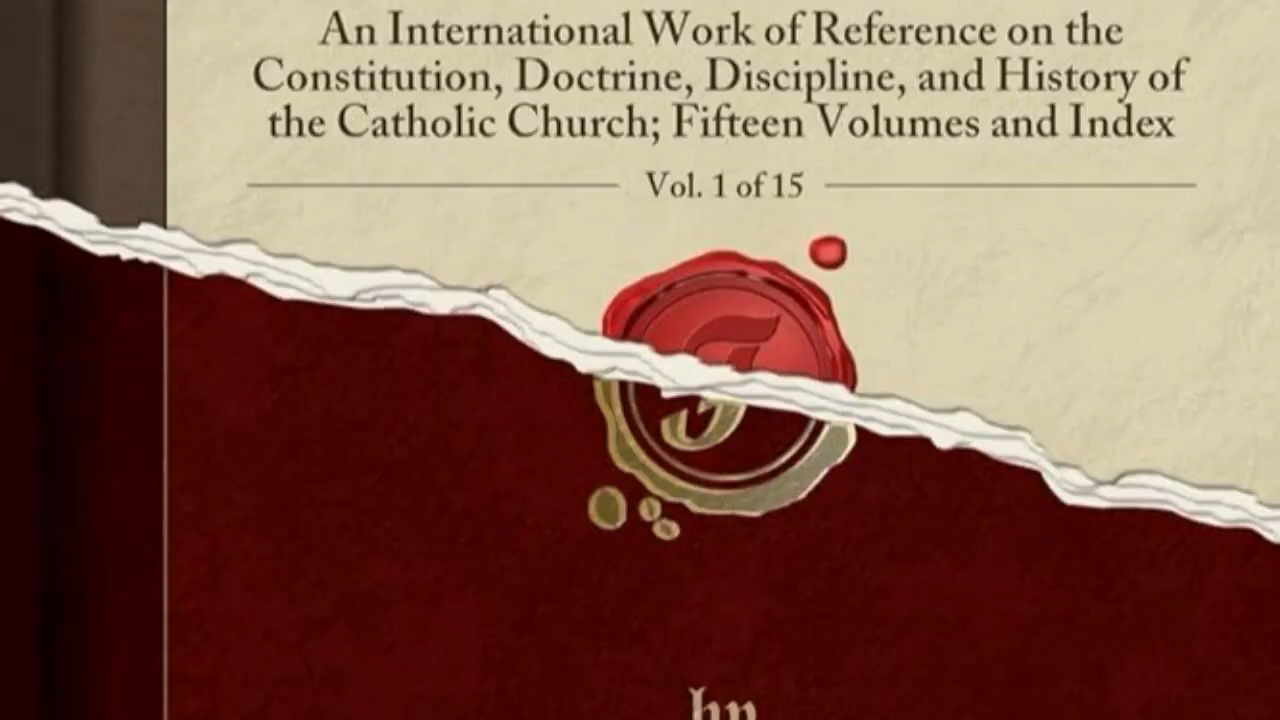 An International Work of Reference on the
Constitution, Doctrine, Discipline, and History of
the Catholic Church; Fifteen Volumes and Index
Vol. 1 of 15
F
by